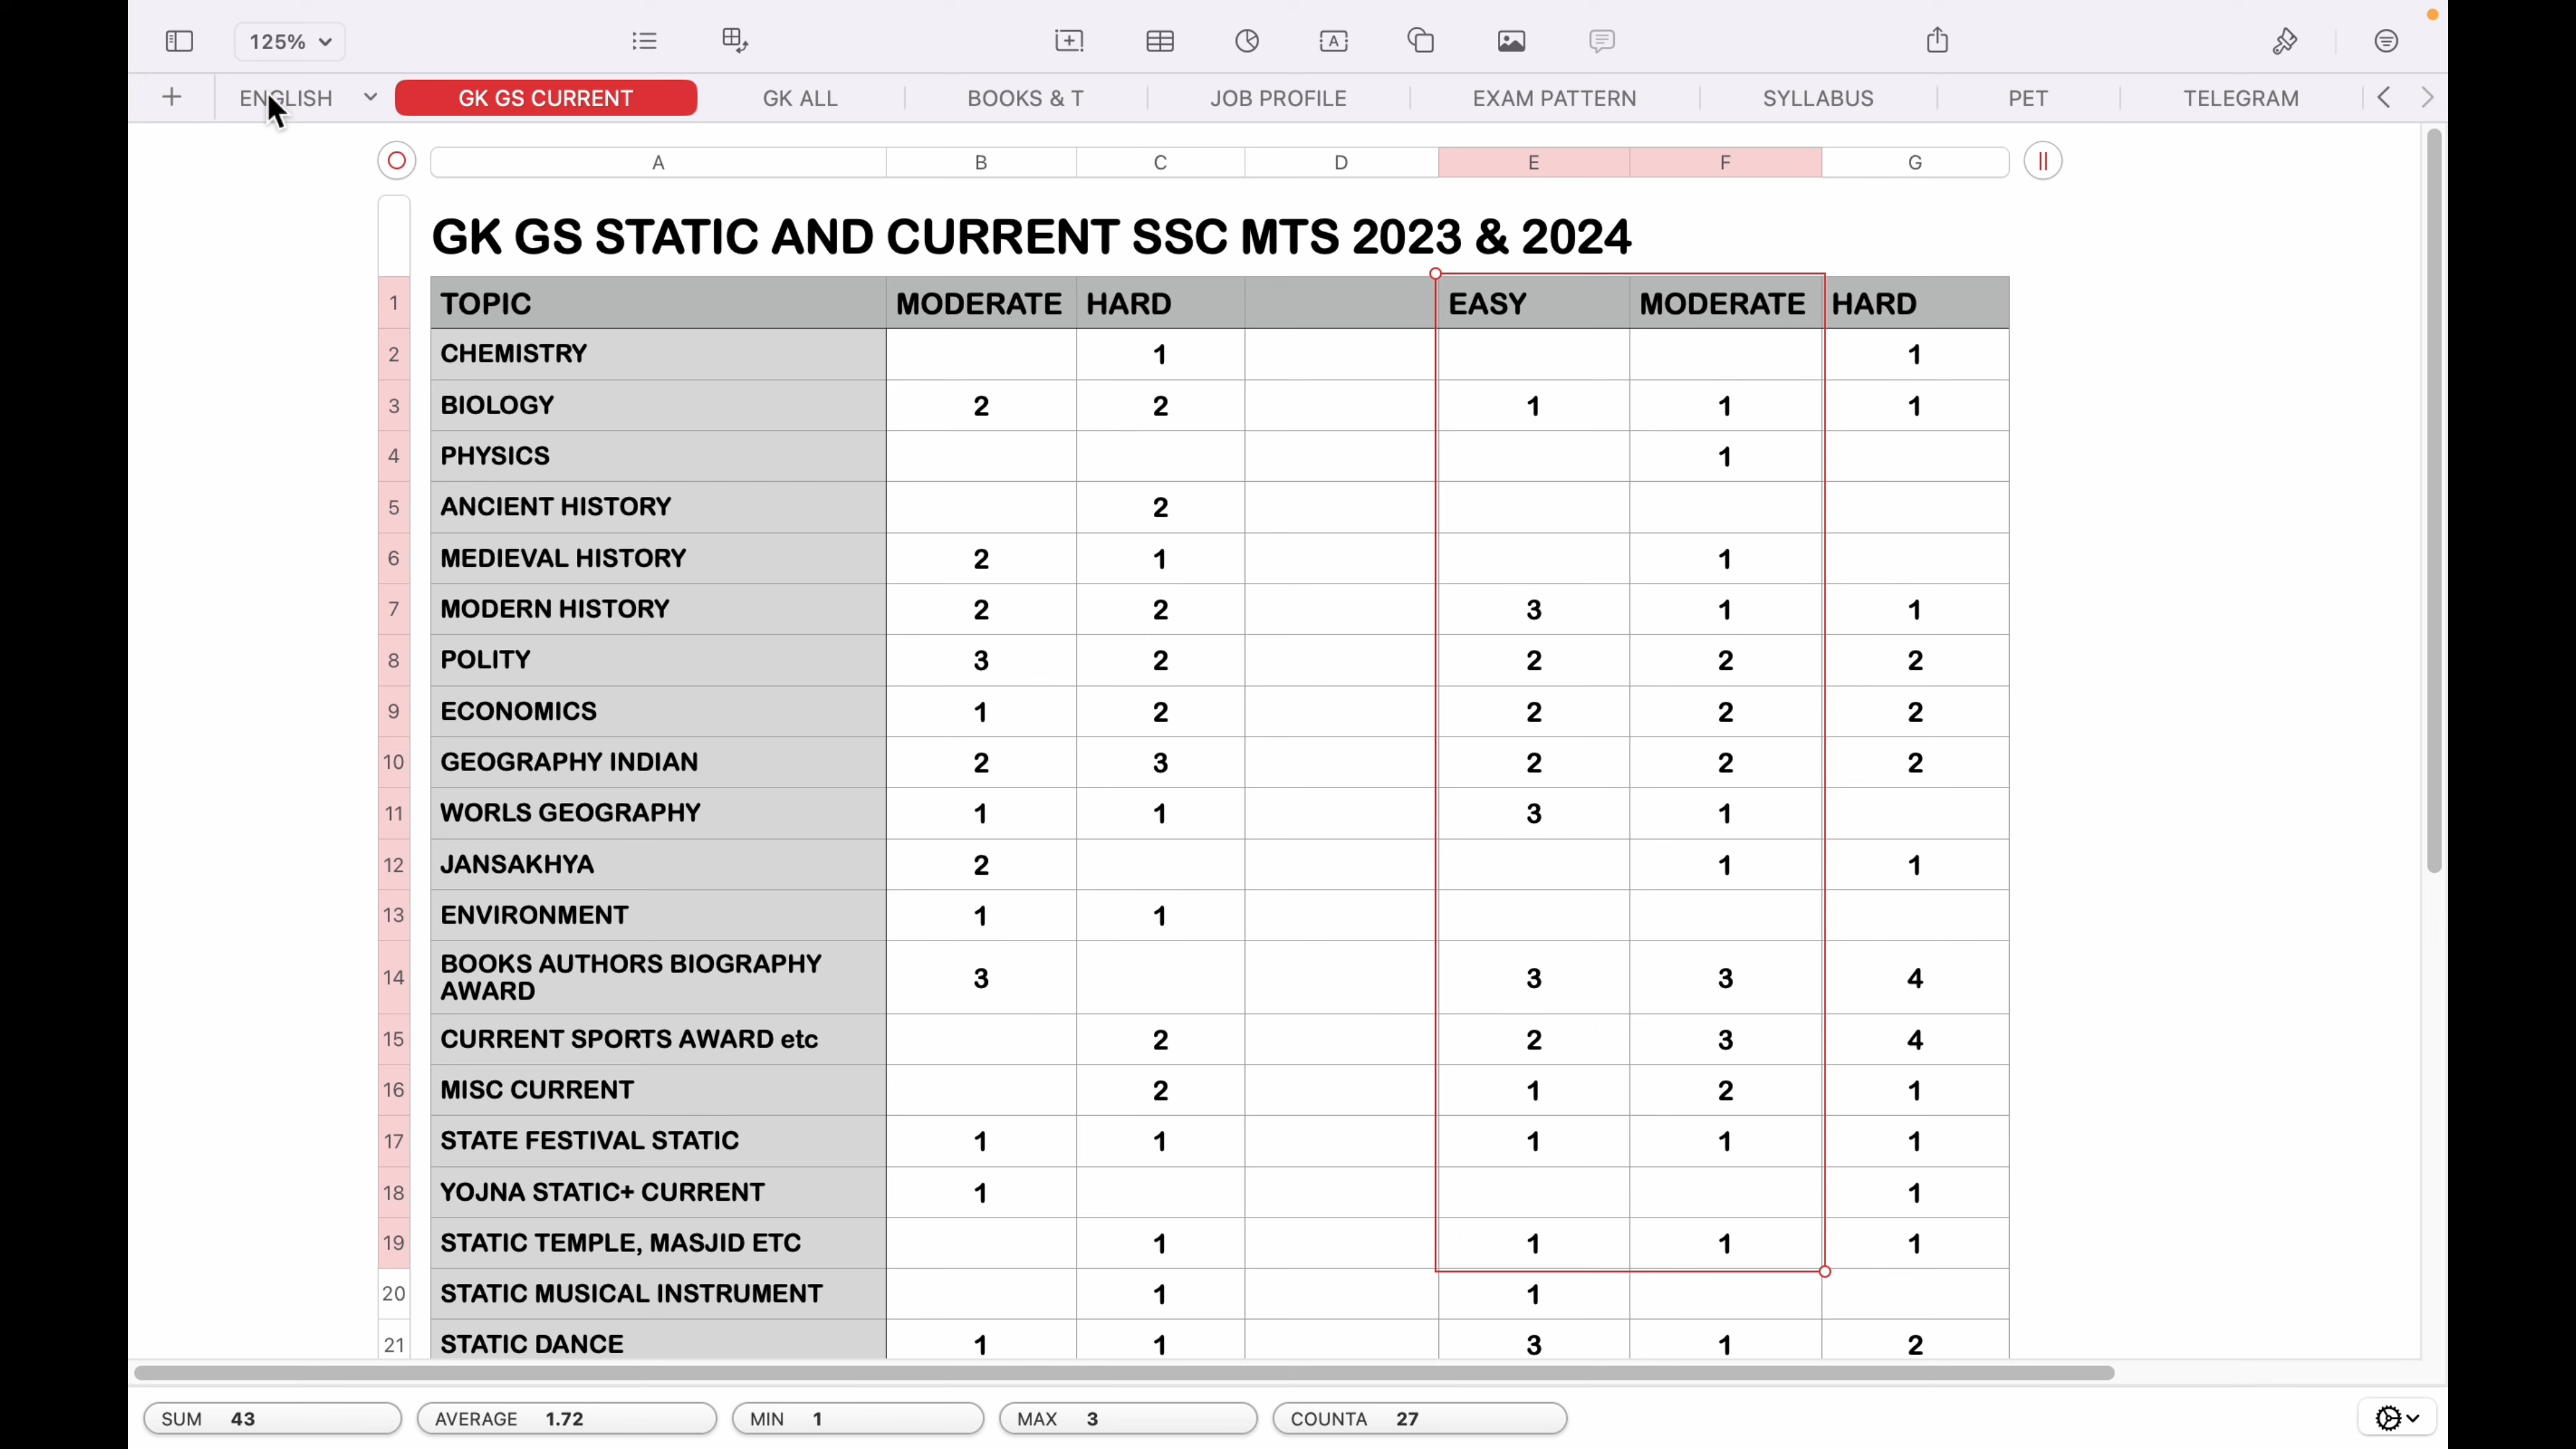 125%
ENGLISH GK GS CURRENT GK ALL BOOKS & T JOB PROFILE EXAM PATTERN SYLLABUS PET TELEGRAM
A B C D E F G
GK GS STATIC AND CURRENT SSC MTS 2023 & 2024
1 TOPIC MODERATE HARD EASY MODERATE HARD
2 CHEMISTRY 1 1
3 BIOLOGY 2 2 1 1 1
4 PHYSICS 1
5 ANCIENT HISTORY 2
6 MEDIEVAL HISTORY 2 1 1
7 MODERN HISTORY 2 2 3 1 1
8 POLITY 3 2 2 2 2
9 ECONOMICS 1 2 2 2 2
10 GEOGRAPHY INDIAN 2 3 2 2 2
11 WORLS GEOGRAPHY 1 1 3 1
12 JANSAKHYA 2 1 1
13 ENVIRONMENT 1 1
14 BOOKS AUTHORS BIOGRAPHY
AWARD 3 3 3 4
15 CURRENT SPORTS AWARD etc 2 2 3 4
16 MISC CURRENT 2 1 2 1
17 STATE FESTIVAL STATIC 1 1 1 1 1
18 YOJNA STATIC+ CURRENT 1 1
19 STATIC TEMPLE, MASJID ETC 1 1 1 1
20 STATIC MUSICAL INSTRUMENT 1 1
21 STATIC DANCE 1 1 3 1 2
SUM 43 AVERAGE 1.72 MIN 1 MAX 3 COUNTA 27